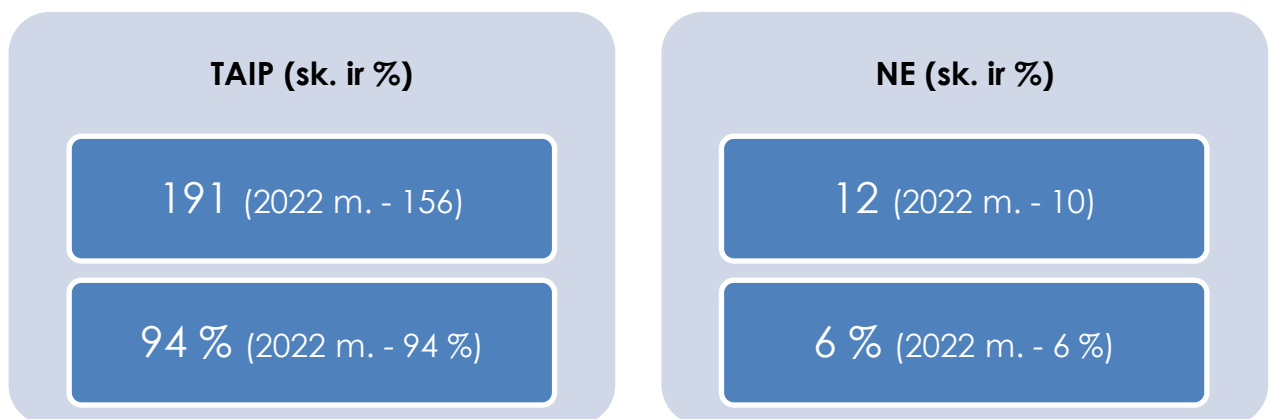 TAIP (sk. ir %)
191 (2022 m. - 156)
94 % (2022 m. - 94 %)
NE (sk. ir %)
12 (2022 m. - 10)
6 % (2022 m. - 6 %)